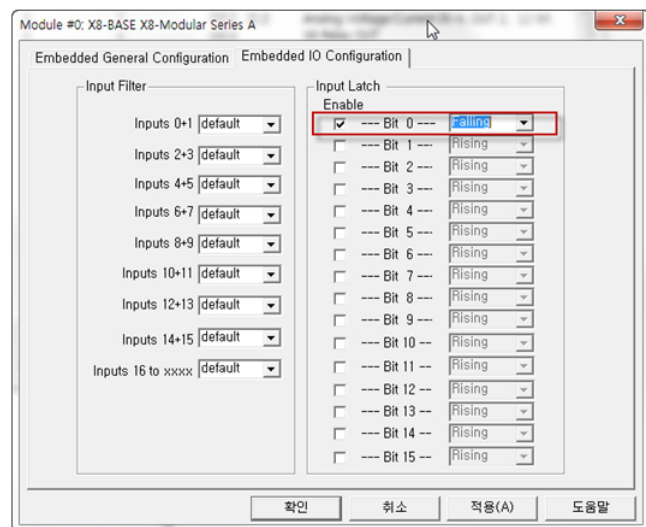 Module #0: X8-BASE X8-Modular Series A
Embedded General Configuration Embedded IO Configuration
Input Filter
Inputs 0+1 default
Inputs 2+3 default
Inputs 4+5 default
Inputs 6+7 default
Inputs 8+9 default
Inputs 10+11 default
Inputs 12+13 default
Inputs 14+15 default
Inputs 16 to xxxx default
Input Latch
Enable
--- Bit 0 --- Falling
--- Bit 1 --- Rising
--- Bit 2 --- Rising
--- Bit 3 --- Rising
--- Bit 4 --- Rising
--- Bit 5 --- Rising
--- Bit 6 --- Rising
--- Bit 7 --- Rising
--- Bit 8 --- Rising
--- Bit 9 --- Rising
--- Bit 10 -- Rising
--- Bit 11 -- Rising
--- Bit 12 -- Rising
--- Bit 13 -- Rising
--- Bit 14 -- Rising
--- Bit 15 -- Rising
확인 취소 적용(A) 도움말